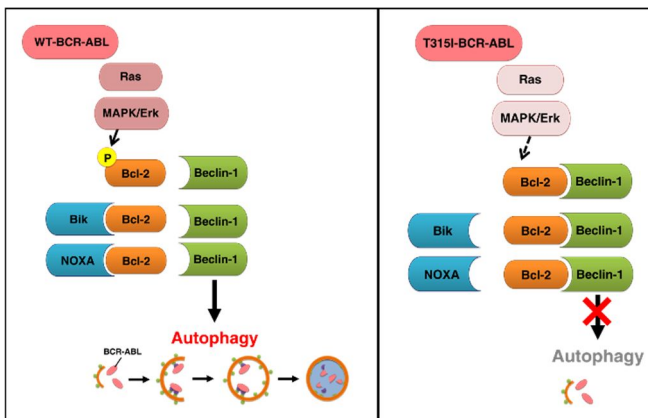 WT-BCR-ABL
Ras
MAPK/Erk
P
Bcl-2
Beclin-1
Bik
Bcl-2
Beclin-1
NOXA
Bcl-2
Beclin-1
Autophagy
BCR-ABL
T315I-BCR-ABL
Ras
MAPK/Erk
Bcl-2
Beclin-1
Bik
Bcl-2
Beclin-1
NOXA
Bcl-2
Beclin-1
Autophagy